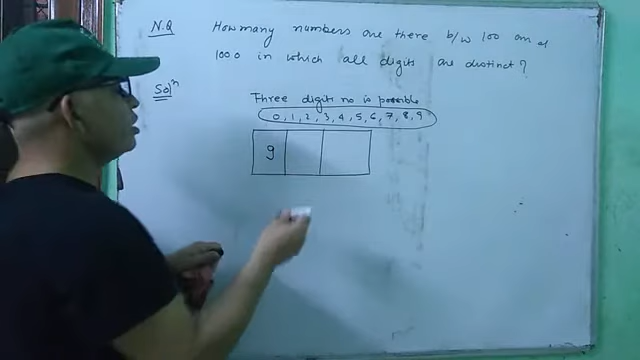 N.Q How many numbers are there b/w 100 and
1000 in which all digits are distinct?
Solⁿ
Three digits no is possible
0,1,2,3,4,5,6,7,8,9
9